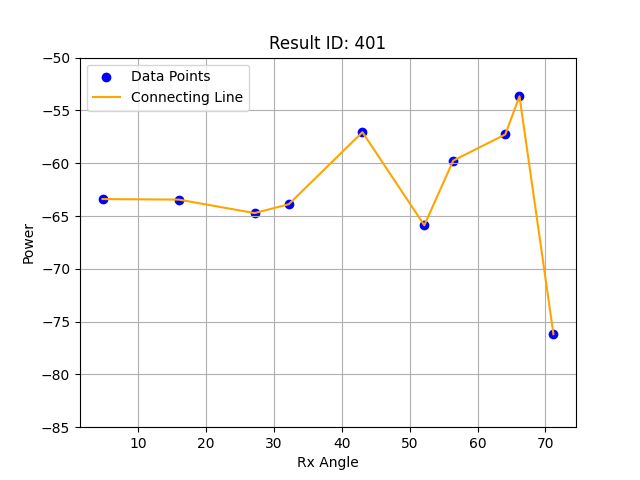 Result ID: 401
Data Points
Connecting Line
Power
−50
−55
−60
−65
−70
−75
−80
−85
10 20 30 40 50 60 70
Rx Angle